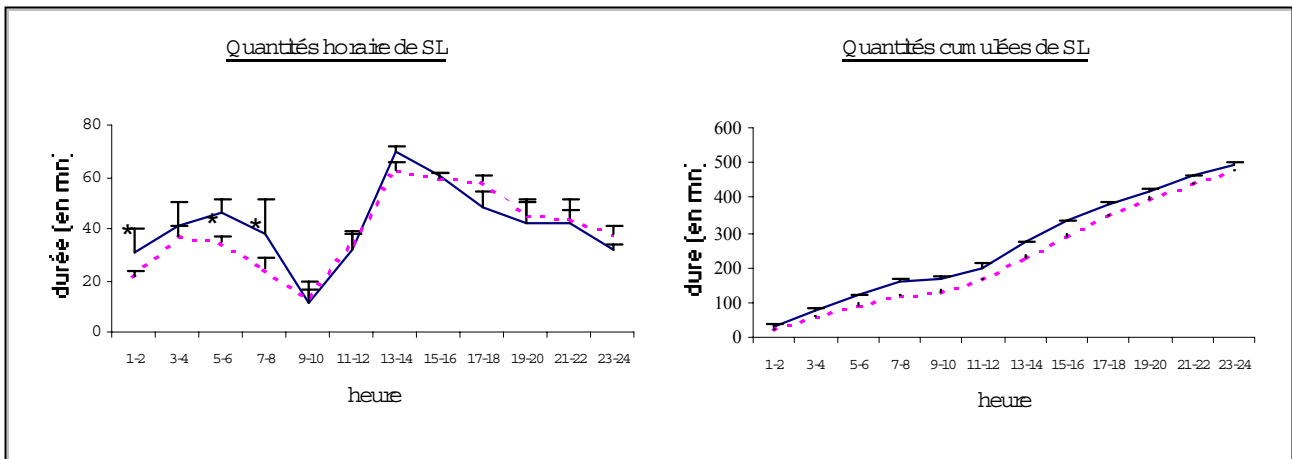 Quantités horaire de SL
80
60
40
20
0
durée (en mn)
*
*
*
1-2 3-4 5-6 7-8 9-10 11-12 13-14 15-16 17-18 19-20 21-22 23-24
heure
Quantités cumulées de SL
600
500
400
300
200
100
0
dure (en mn)
1-2 3-4 5-6 7-8 9-10 11-12 13-14 15-16 17-18 19-20 21-22 23-24
heure